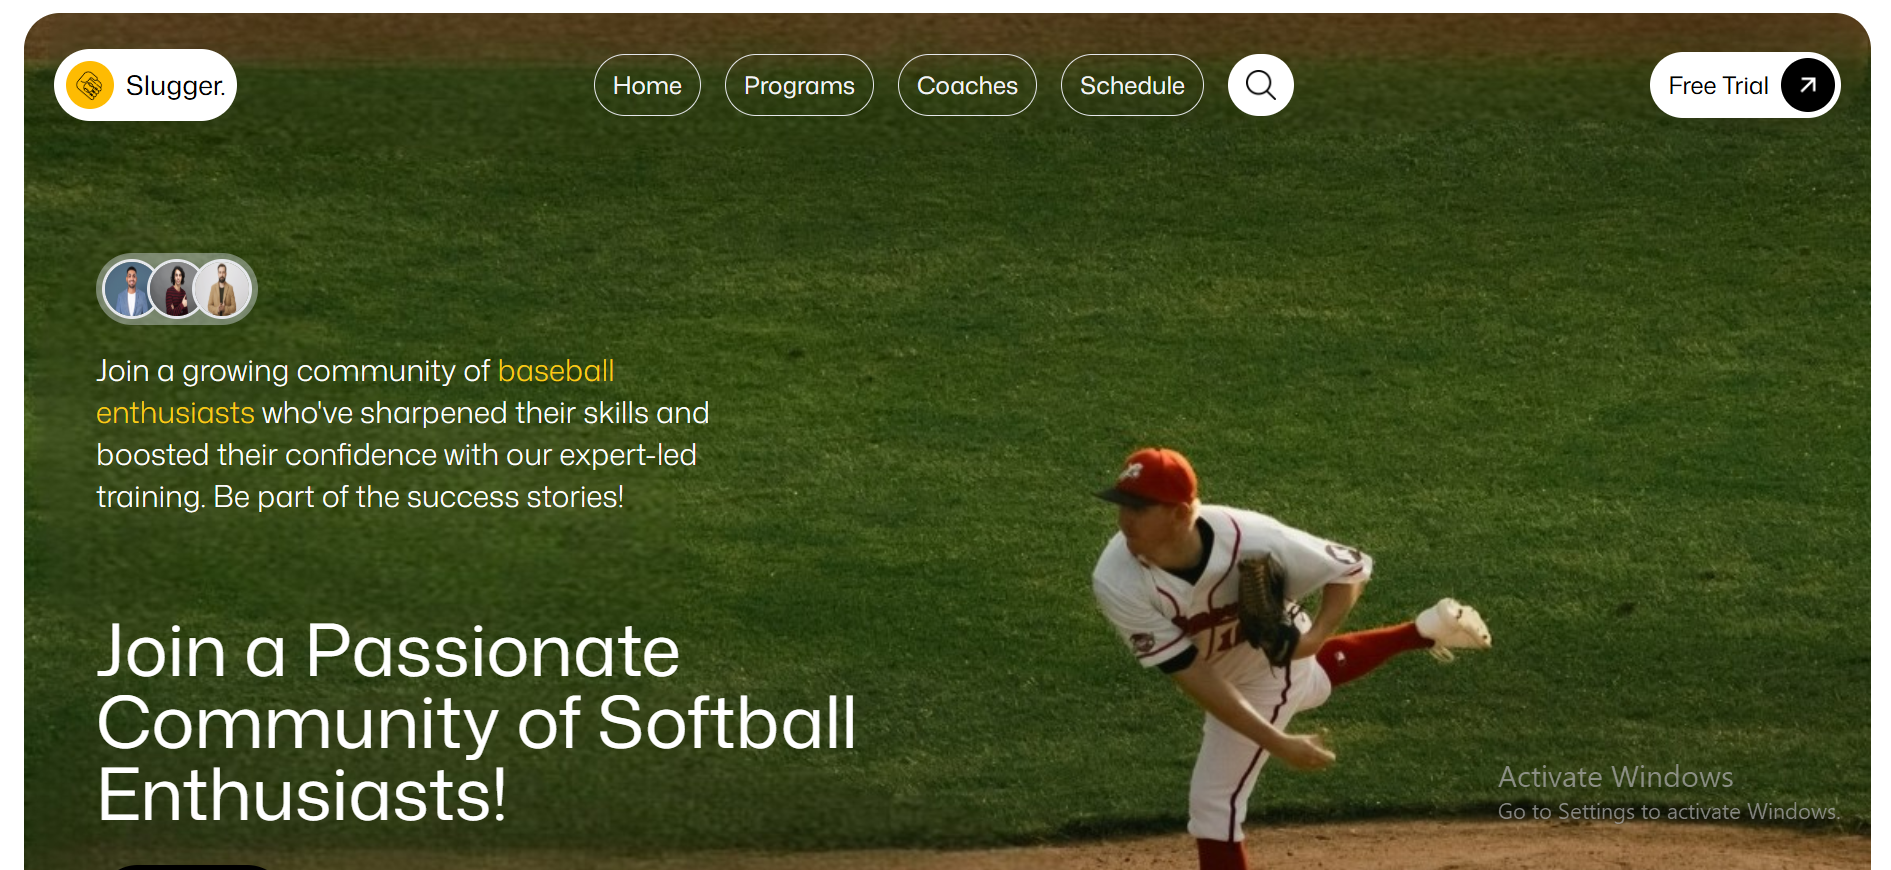 Slugger.
Home
Programs
Coaches
Schedule
Free Trial
Join a growing community of baseball
enthusiasts who've sharpened their skills and
boosted their confidence with our expert-led
training. Be part of the success stories!
Join a Passionate
Community of Softball
Enthusiasts!
Activate Windows
Go to Settings to activate Windows.